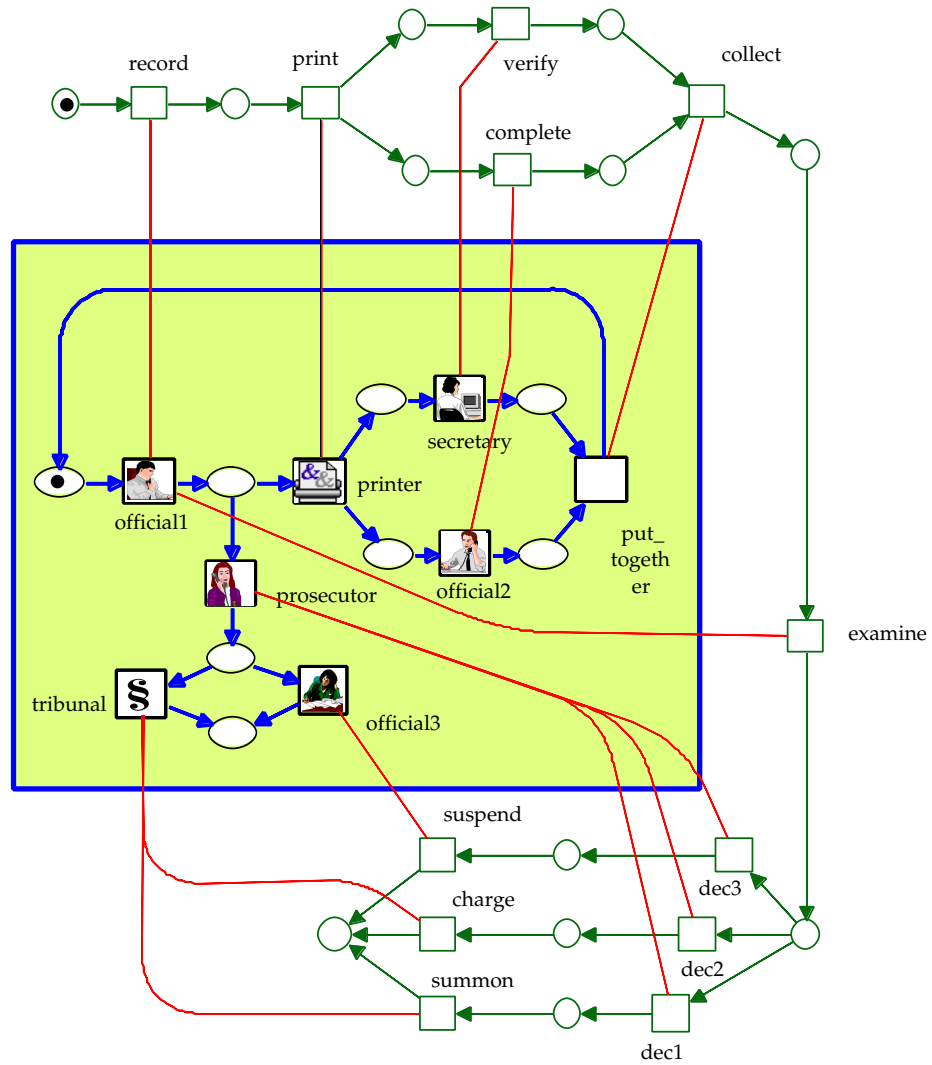 print
collect
record
verify
complete
secretary
printer
official1
put_
togeth
er
official2
prosecutor
examine
§
tribunal
official3
suspend
dec3
charge
dec2
summon
dec1
&&